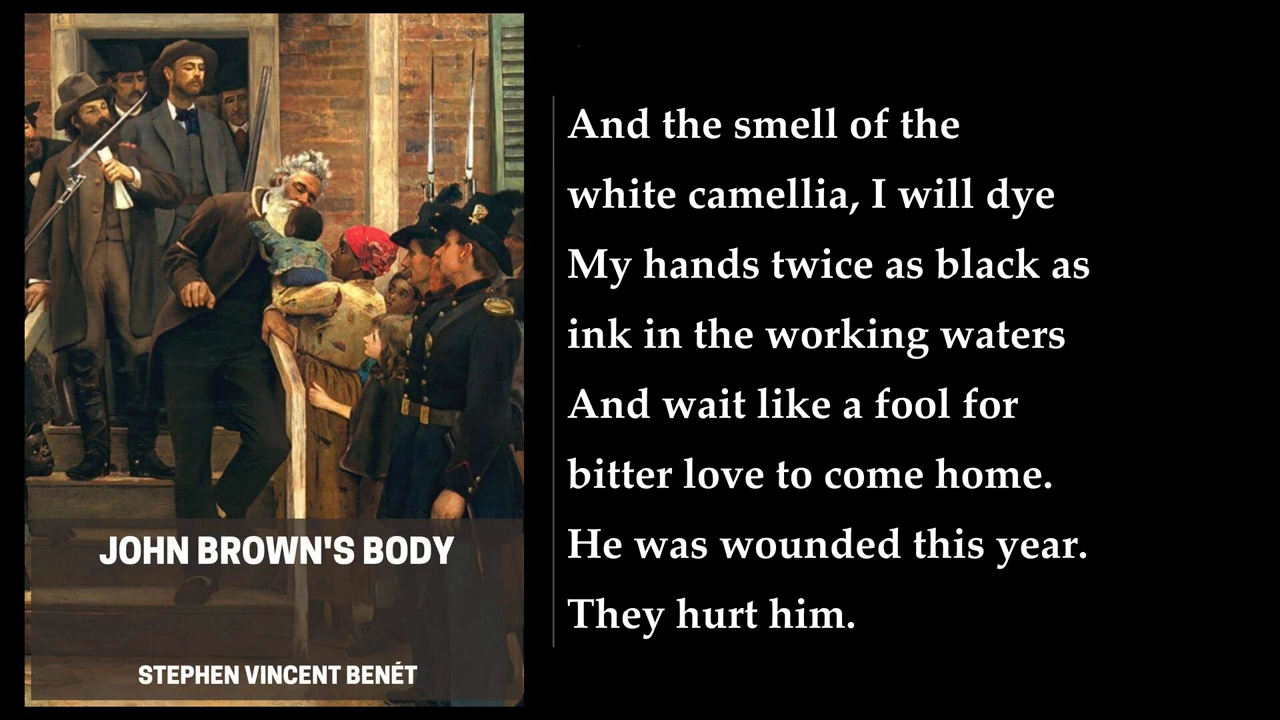 JOHN BROWN'S BODY
STEPHEN VINCENT BENÉT
And the smell of the
white camellia, I will dye
My hands twice as black as
ink in the working waters
And wait like a fool for
bitter love to come home.
He was wounded this year.
They hurt him.